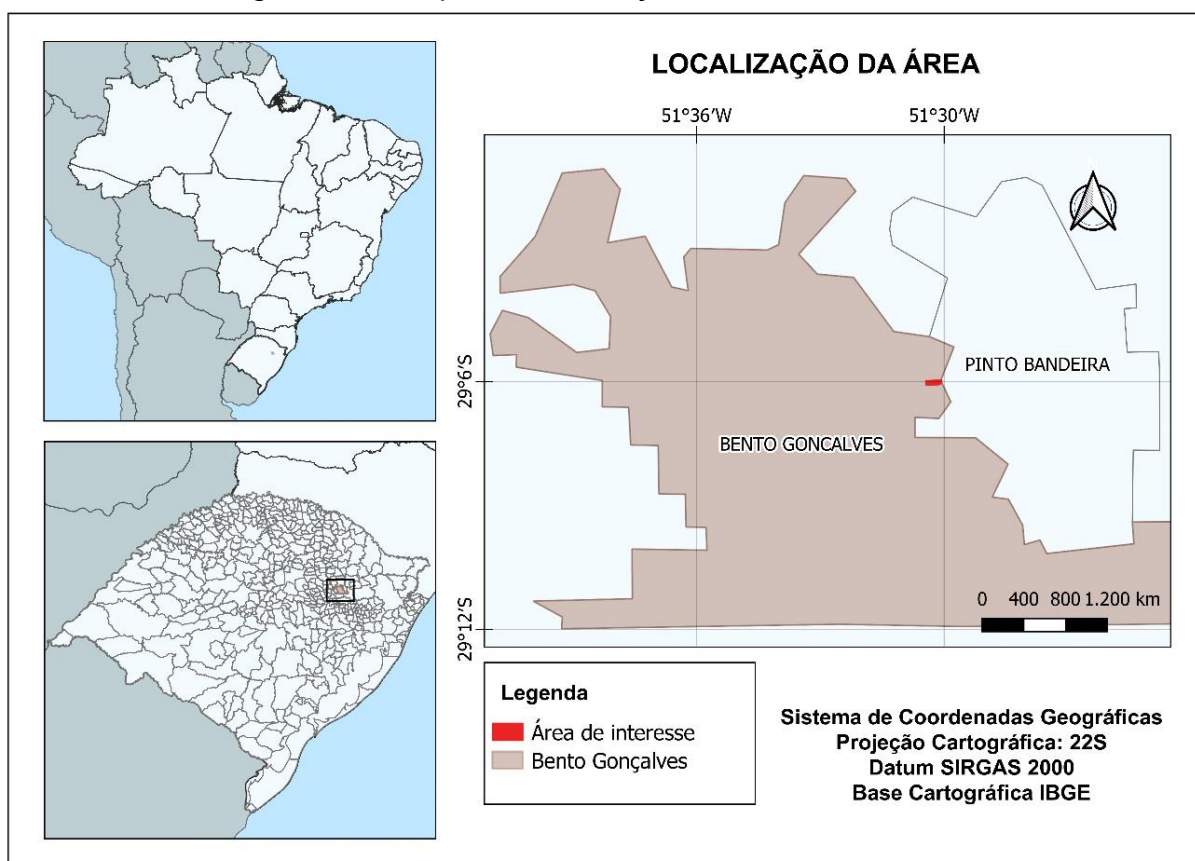 LOCALIZAÇÃO DA ÁREA
51°36'W
51°30'W
N
29°6'S
PINTO BANDEIRA
BENTO GONCALVES
0 400 800 1.200 km
29°12'S
Legenda
Área de interesse
Bento Gonçalves
Sistema de Coordenadas Geográficas
Projeção Cartográfica: 22S
Datum SIRGAS 2000
Base Cartográfica IBGE